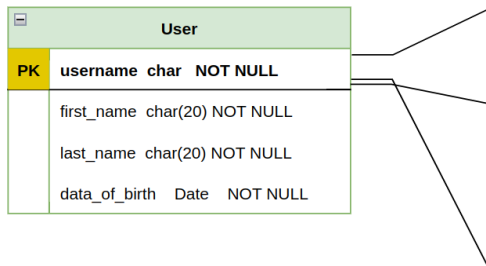 User
PK username char NOT NULL
first_name char(20) NOT NULL
last_name char(20) NOT NULL
data_of_birth Date NOT NULL